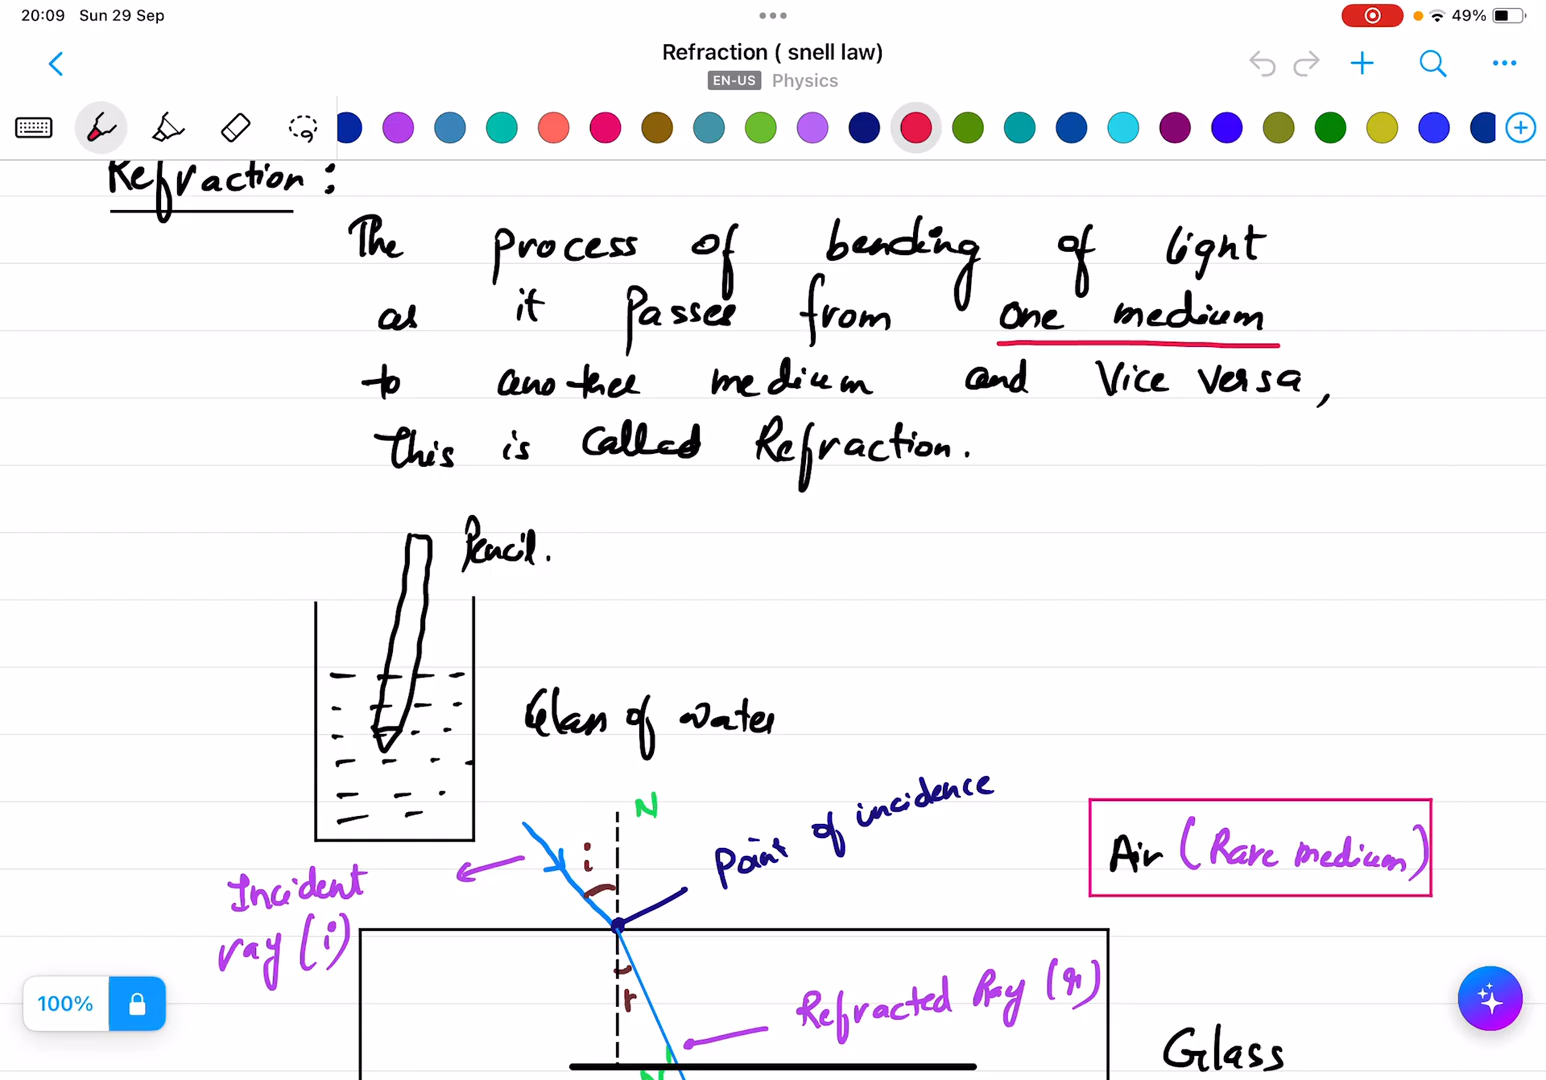 20:09 Sun 29 Sep
49%
Refraction ( snell law)
EN-US Physics
Refraction :
The process of bending of light
as it passes from one medium
to another medium and Vice versa,
This is called Refraction.
Pencil.
Glass of water
N
i
Point of incidence
Air (Rare medium)
Incident
ray (i)
r
Refracted Ray (r)
100%
Glass
N